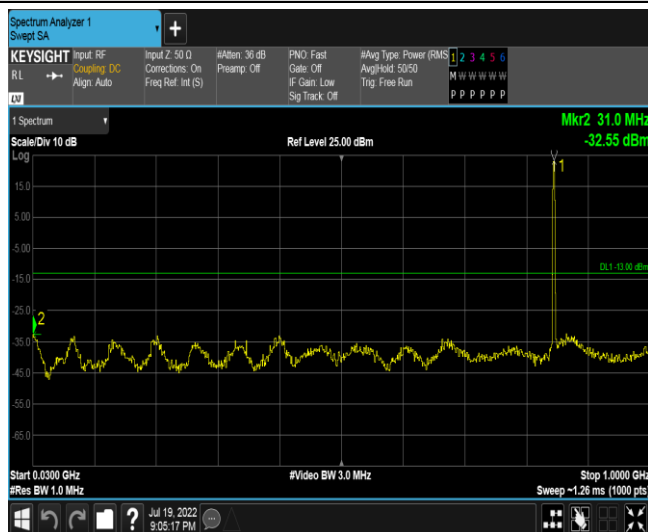 Spectrum Analyzer 1
Swept SA
+
KEYSIGHT
RL
LXI
Input: RF
Coupling: DC
Align: Auto
Input Z: 50 Ω
Corrections: On
Freq Ref: Int (S)
#Atten: 36 dB
Preamp: Off
PNO: Fast
Gate: Off
IF Gain: Low
Sig Track: Off
#Avg Type: Power (RMS
Avg|Hold: 50/50
Trig: Free Run
1 2 3 4 5 6
M W W W W W
P P P P P P
1 Spectrum
Mkr2 31.0 MHz
Scale/Div 10 dB
Ref Level 25.00 dBm
-32.55 dBm
Log
1
15.0
5.00
-5.00
DL1 -13.00 dBm
-15.0
-25.0
2
-35.0
-45.0
-55.0
-65.0
Start 0.0300 GHz
#Video BW 3.0 MHz
Stop 1.0000 GHz
#Res BW 1.0 MHz
Sweep ~1.26 ms (1000 pts)
?
Jul 19, 2022
9:05:17 PM